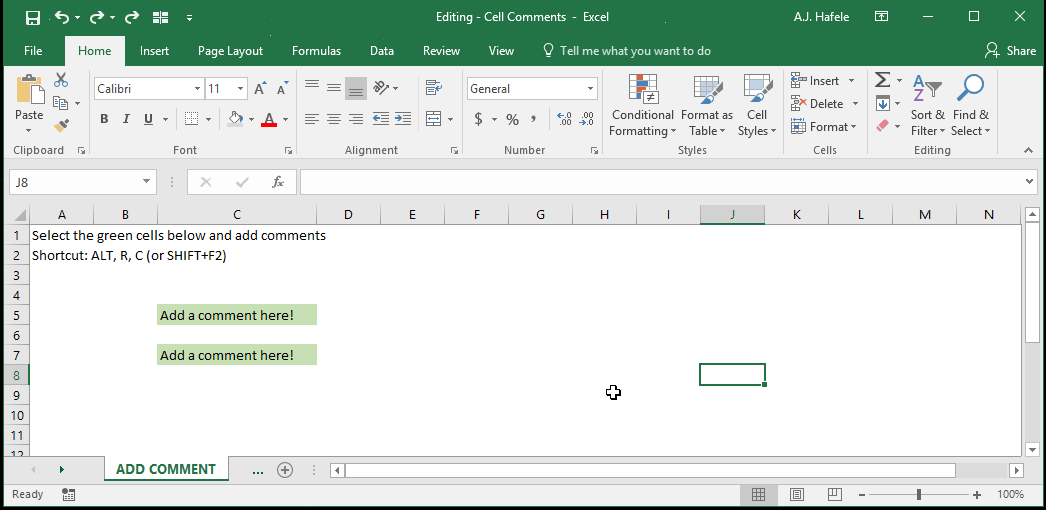 Editing - Cell Comments - Excel
A.J. Hafele
File Home Insert Page Layout Formulas Data Review View Tell me what you want to do Share
Paste
Clipboard
Calibri 11
B I U A
Font
Alignment
General
$ % ,
Number
Conditional Formatting
Format as Table
Cell Styles
Styles
Insert
Delete
Format
Cells
Sort & Filter
Find & Select
Editing
J8 fx
A B C D E F G H I J K L M N
1 Select the green cells below and add comments
2 Shortcut: ALT, R, C (or SHIFT+F2)
3
4
5 Add a comment here!
6
7 Add a comment here!
8
9
10
11
12
ADD COMMENT ...
Ready 100%